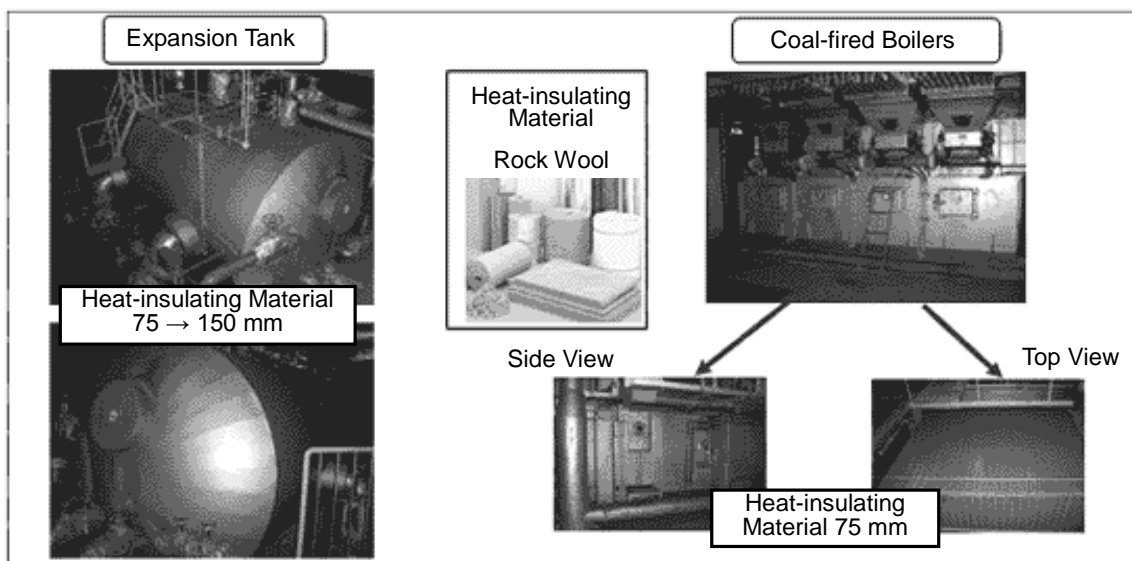 Expansion Tank
Coal-fired Boilers
Heat-insulating
Material
Rock Wool
Heat-insulating Material
75 → 150 mm
Side View
Top View
Heat-insulating
Material 75 mm